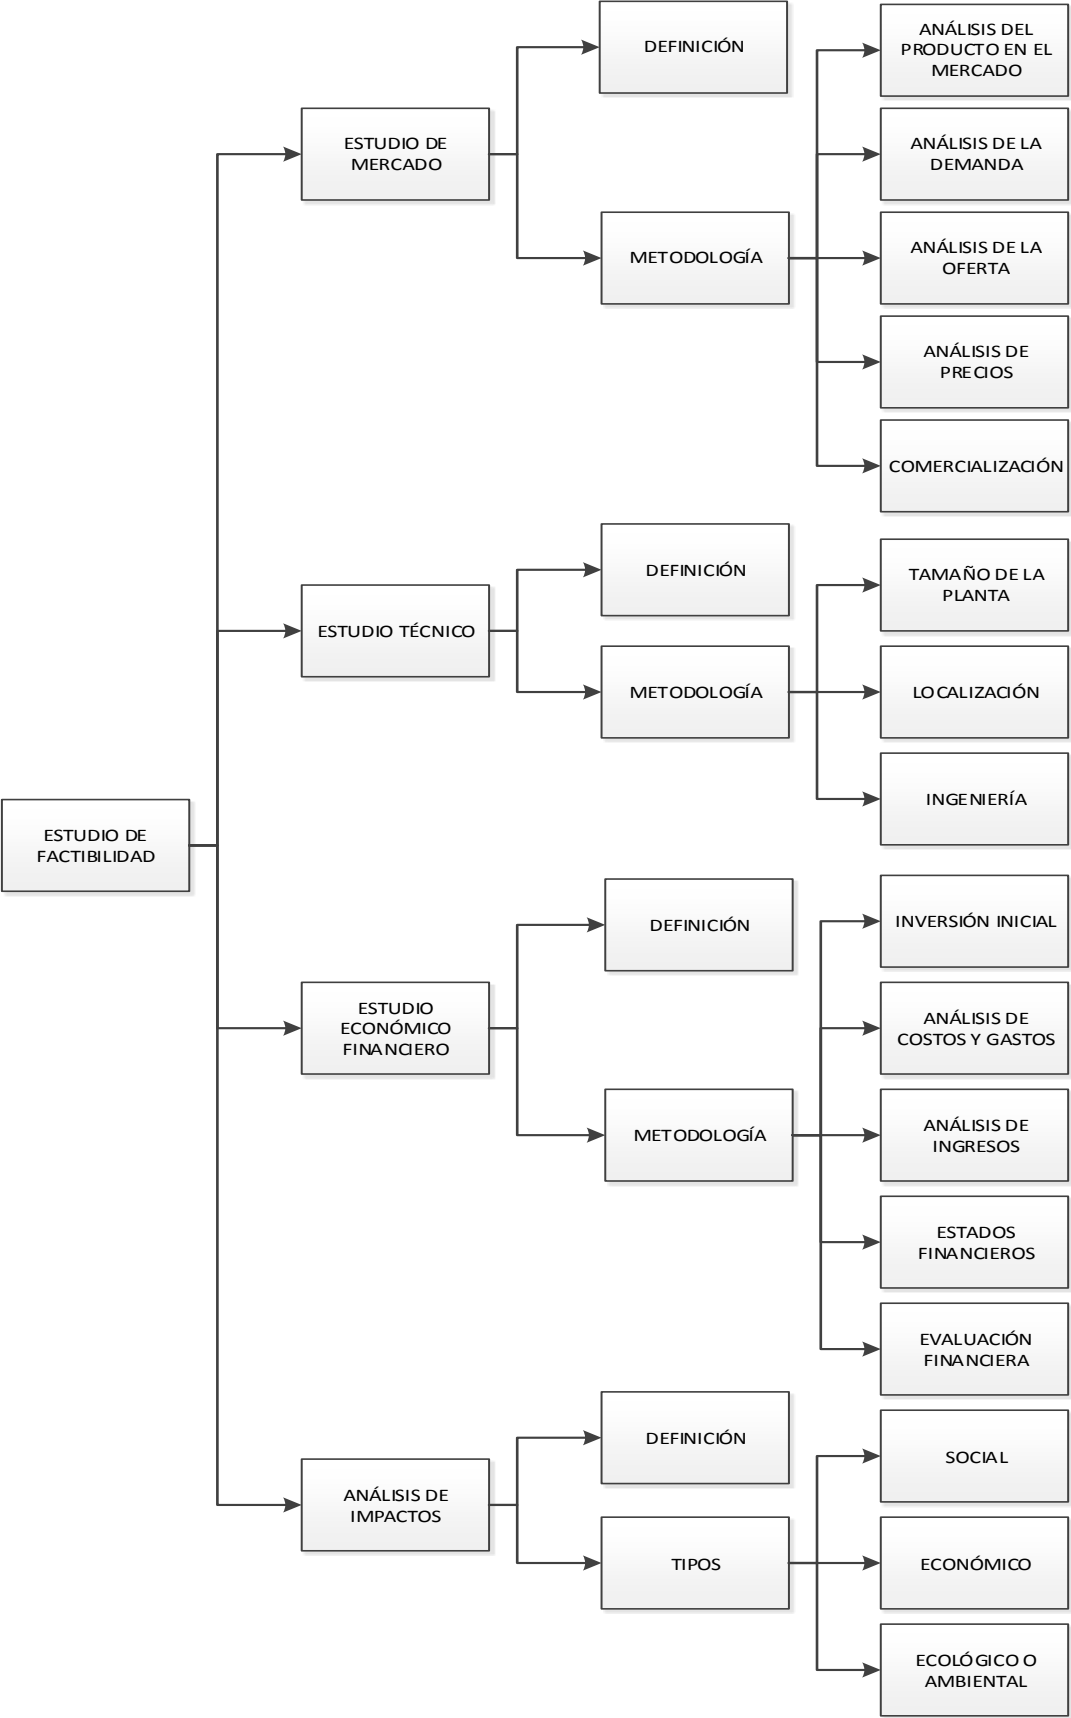 DEFINICIÓN
ANÁLISIS DEL
PRODUCTO EN EL
MERCADO
ESTUDIO DE
MERCADO
ANÁLISIS DE LA
DEMANDA
METODOLOGÍA
ANÁLISIS DE LA
OFERTA
ANÁLISIS DE
PRECIOS
COMERCIALIZACIÓN
DEFINICIÓN
TAMAÑO DE LA
PLANTA
ESTUDIO TÉCNICO
METODOLOGÍA
LOCALIZACIÓN
INGENIERÍA
ESTUDIO DE
FACTIBILIDAD
DEFINICIÓN
INVERSIÓN INICIAL
ESTUDIO
ECONÓMICO
FINANCIERO
ANÁLISIS DE
COSTOS Y GASTOS
METODOLOGÍA
ANÁLISIS DE
INGRESOS
ESTADOS
FINANCIEROS
EVALUACIÓN
FINANCIERA
DEFINICIÓN
SOCIAL
ANÁLISIS DE
IMPACTOS
TIPOS
ECONÓMICO
ECOLÓGICO O
AMBIENTAL